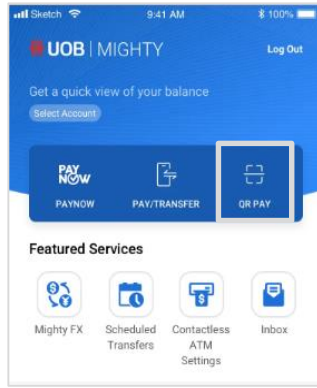 Sketch 9:41 AM 100%
UOB | MIGHTY Log Out
Get a quick view of your balance
Select Account
PAY NOW
PAYNOW PAY/TRANSFER QR PAY
Featured Services
Mighty FX Scheduled Contactless Inbox
Transfers ATM
Settings